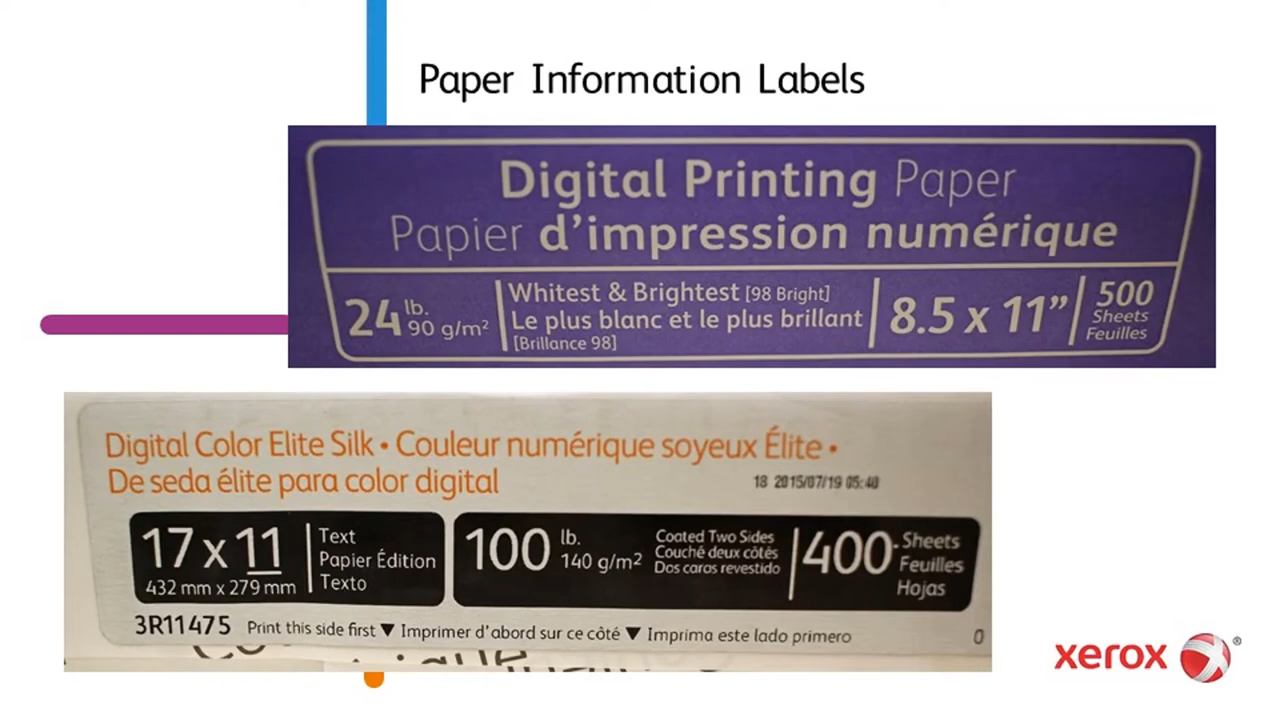 Paper Information Labels
Digital Printing Paper
Papier d'impression numérique
24 lb. 90 g/m²
Whitest & Brightest [98 Bright]
Le plus blanc et le plus brillant
[Brillance 98]
8.5 x 11”
500 Sheets Feuilles
Digital Color Elite Silk • Couleur numérique soyeux Élite •
De seda élite para color digital
18 2015/07/19 05:40
17 x 11
432 mm x 279 mm
Text
Papier Édition
Texto
100 lb. 140 g/m²
Coated Two Sides
Couché deux côtés
Dos caras revestido
400 Sheets
Feuilles
Hojas
3R11475 Print this side first ▼ Imprimer d'abord sur ce côté ▼ Imprima este lado primero 0
xerox ®